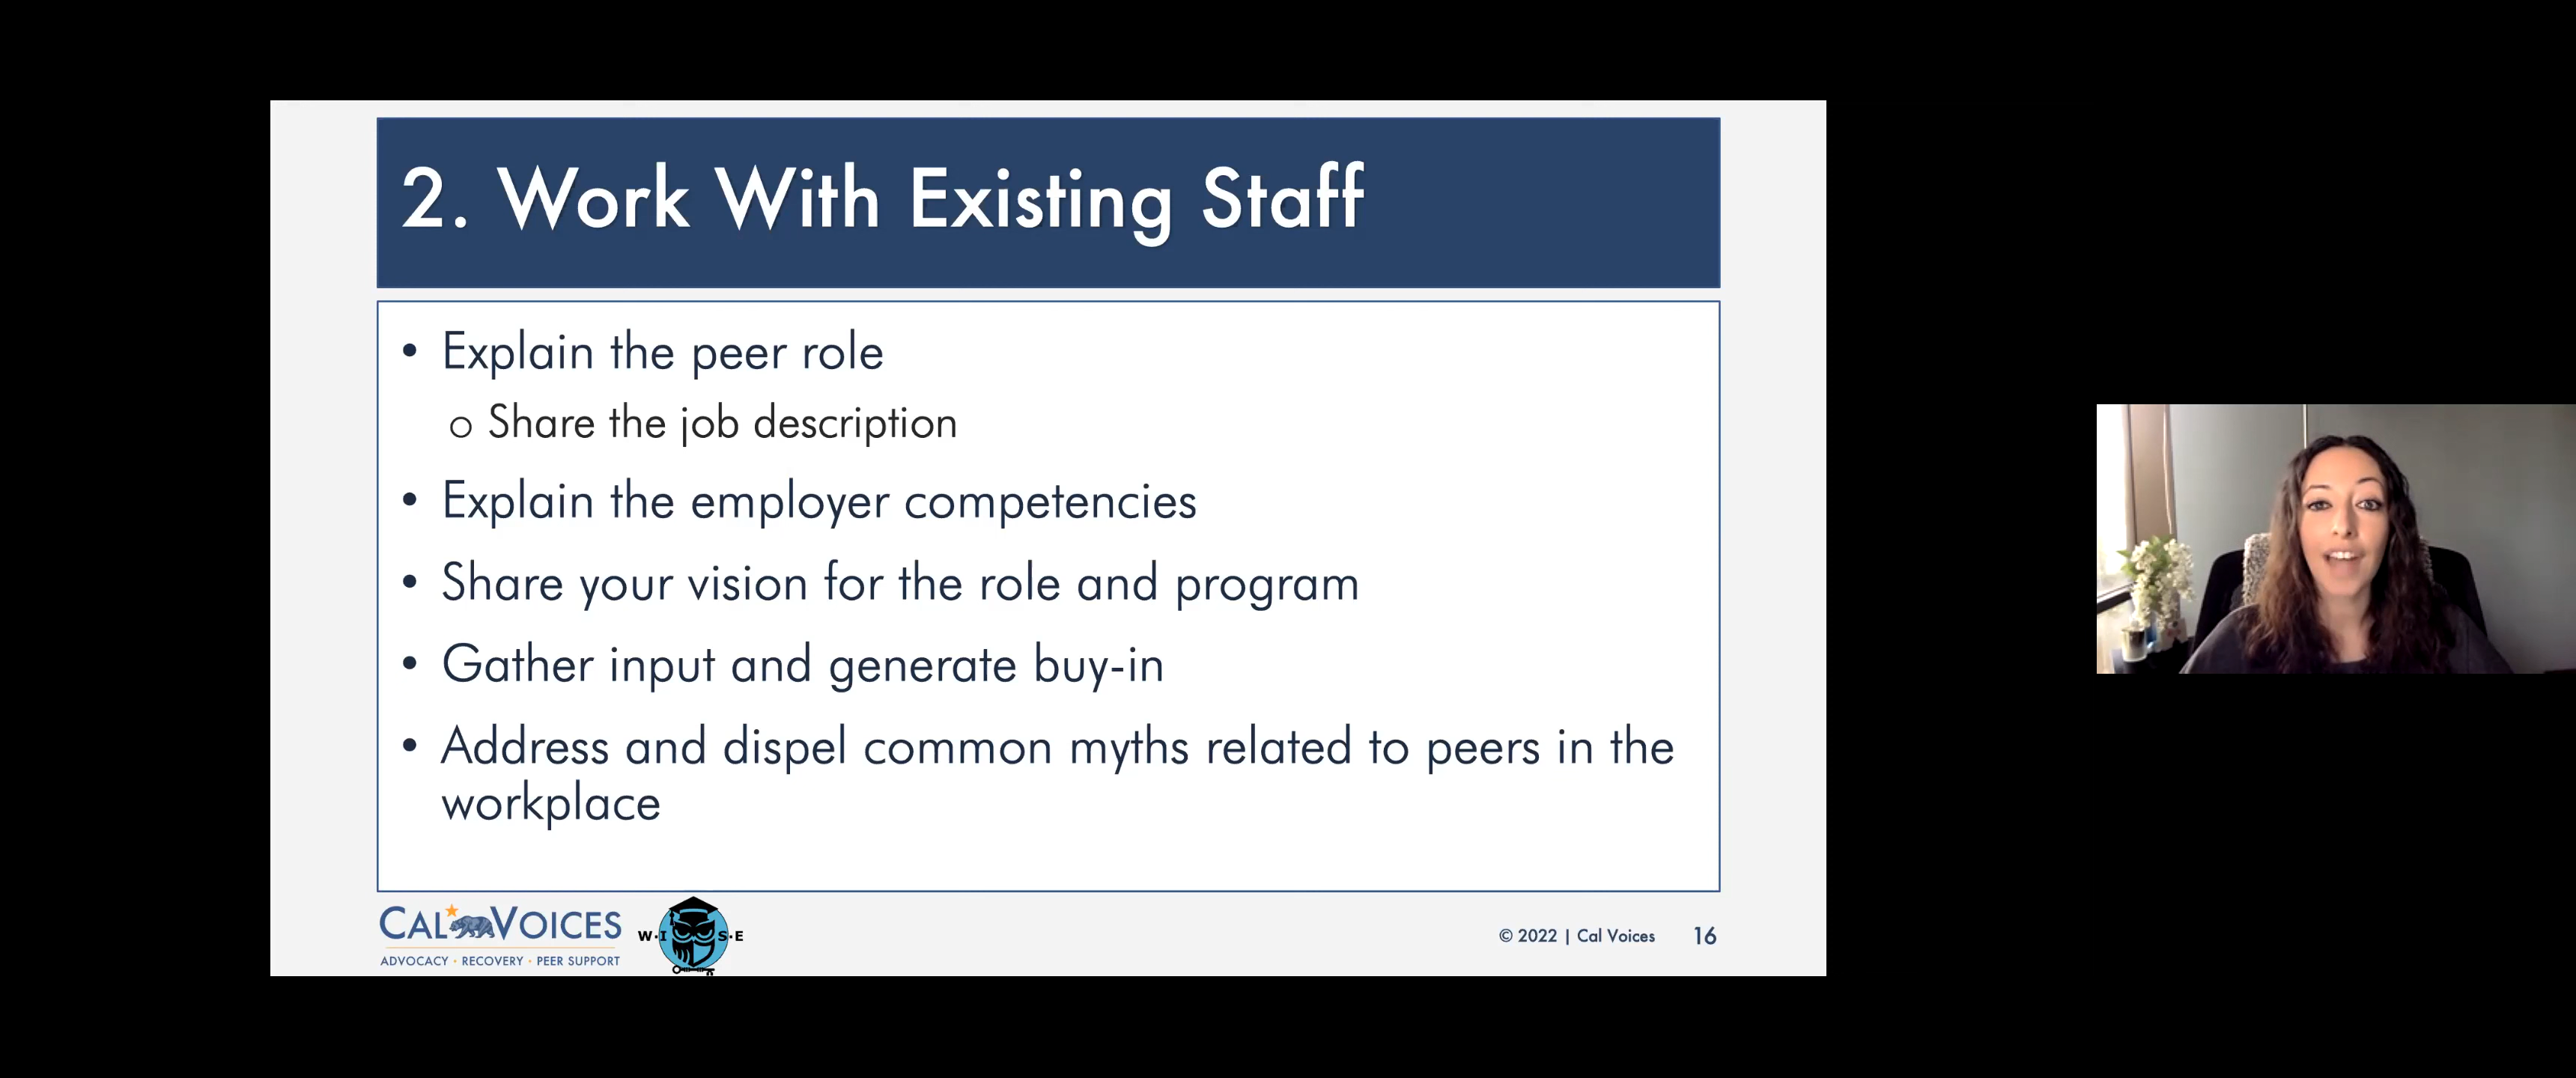 2. Work With Existing Staff
• Explain the peer role
o Share the job description
• Explain the employer competencies
• Share your vision for the role and program
• Gather input and generate buy-in
• Address and dispel common myths related to peers in the
workplace
CAL VOICES
ADVOCACY • RECOVERY • PEER SUPPORT
W•I S•E
© 2022 | Cal Voices 16